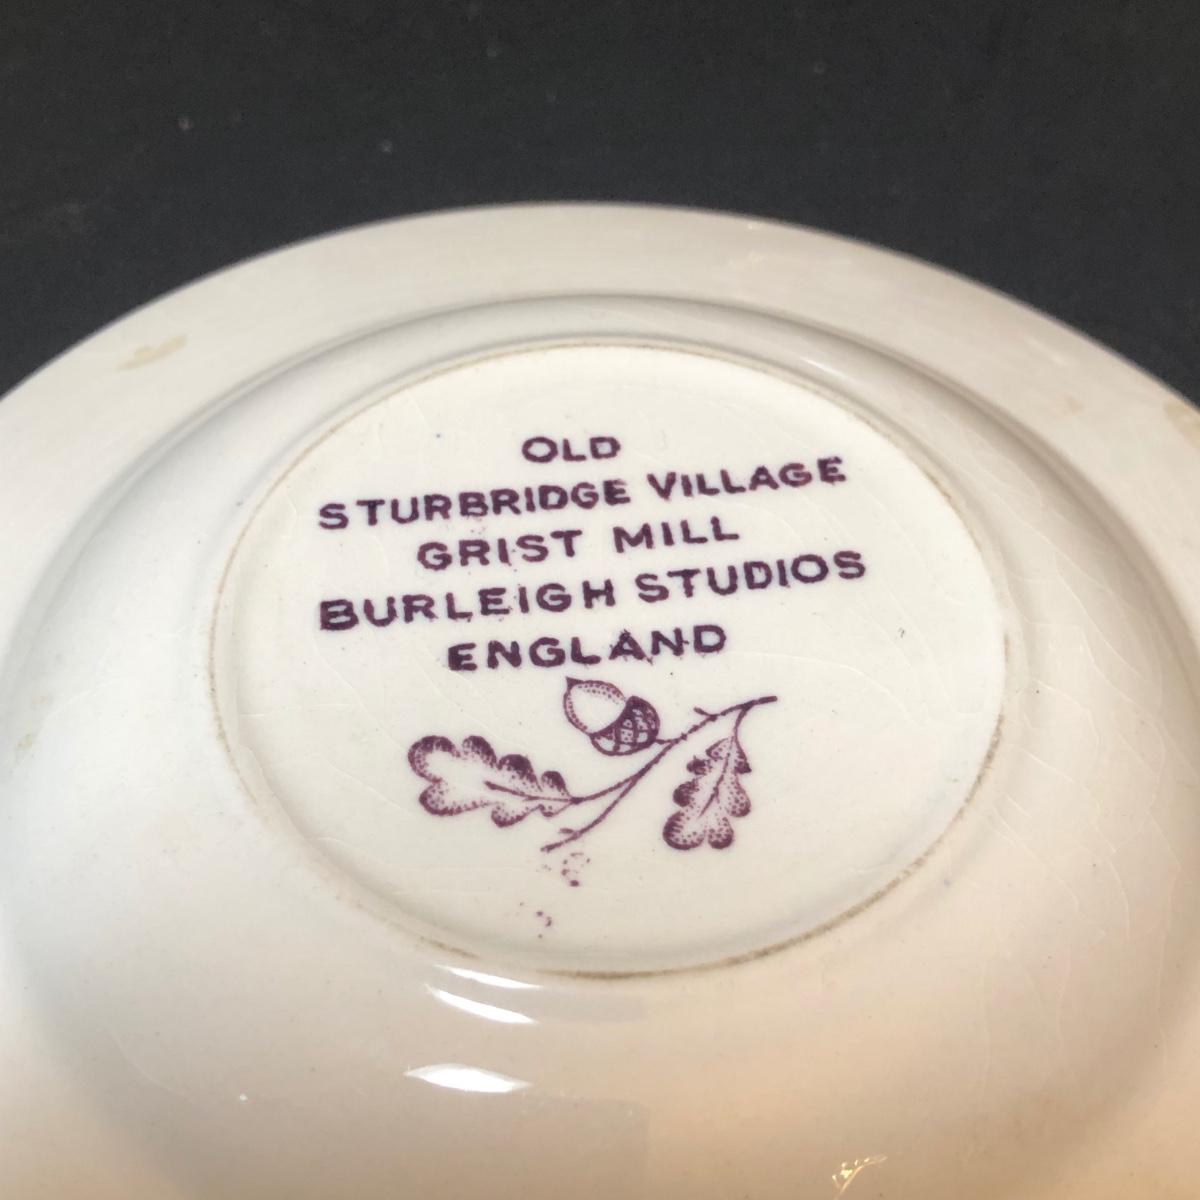 OLD
STURBRIDGE VILLAGE
GRIST MILL
BURLEIGH STUDIOS
ENGLAND